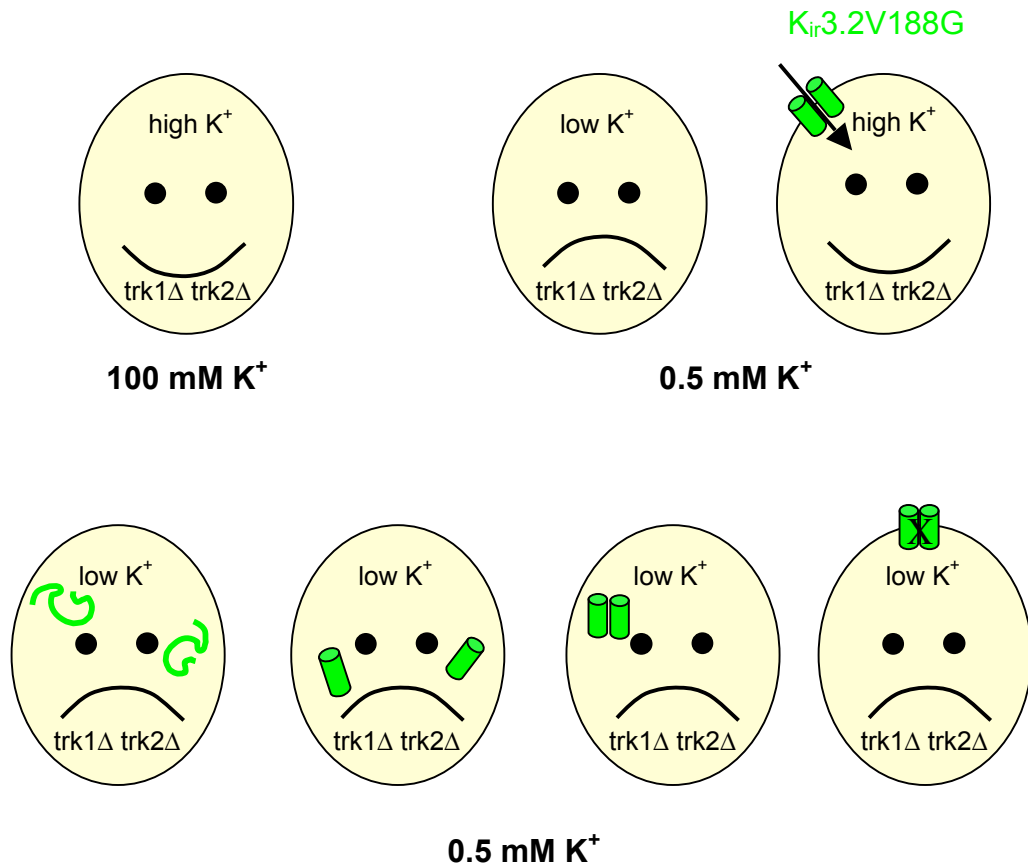 K_ir3.2V188G
high K⁺
low K⁺
high K⁺
trk1Δ trk2Δ
trk1Δ trk2Δ
trk1Δ trk2Δ
100 mM K⁺
0.5 mM K⁺
low K⁺
low K⁺
low K⁺
X
low K⁺
trk1Δ trk2Δ
trk1Δ trk2Δ
trk1Δ trk2Δ
trk1Δ trk2Δ
0.5 mM K⁺